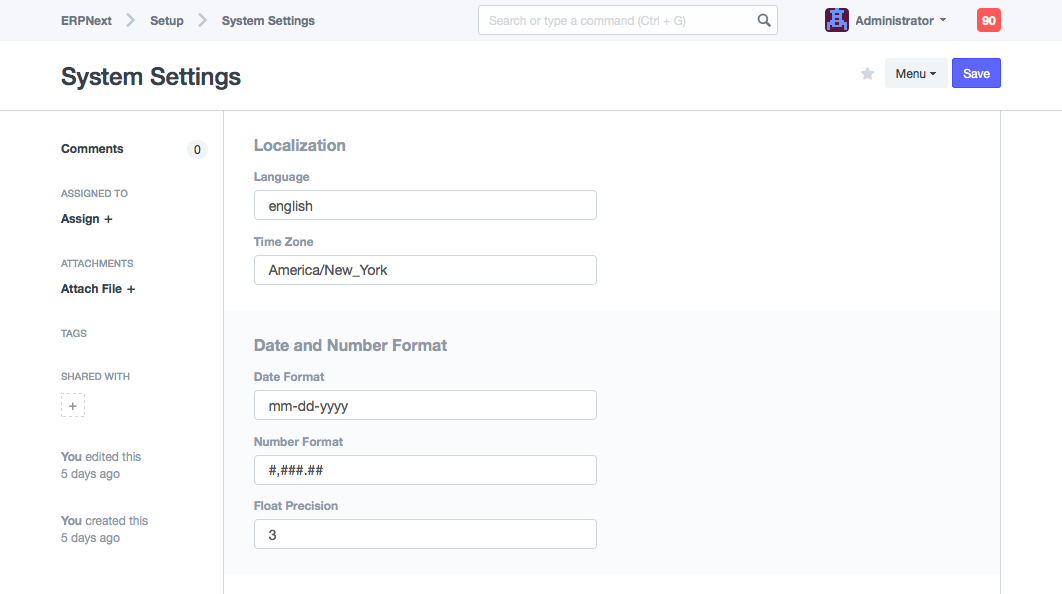 ERPNext Setup System Settings
Search or type a command (Ctrl + G)
Administrator
90
System Settings
Menu
Save
Comments 0
ASSIGNED TO
Assign +
ATTACHMENTS
Attach File +
TAGS
SHARED WITH
+
You edited this
5 days ago
You created this
5 days ago
Localization
Language
english
Time Zone
America/New_York
Date and Number Format
Date Format
mm-dd-yyyy
Number Format
#,###.##
Float Precision
3